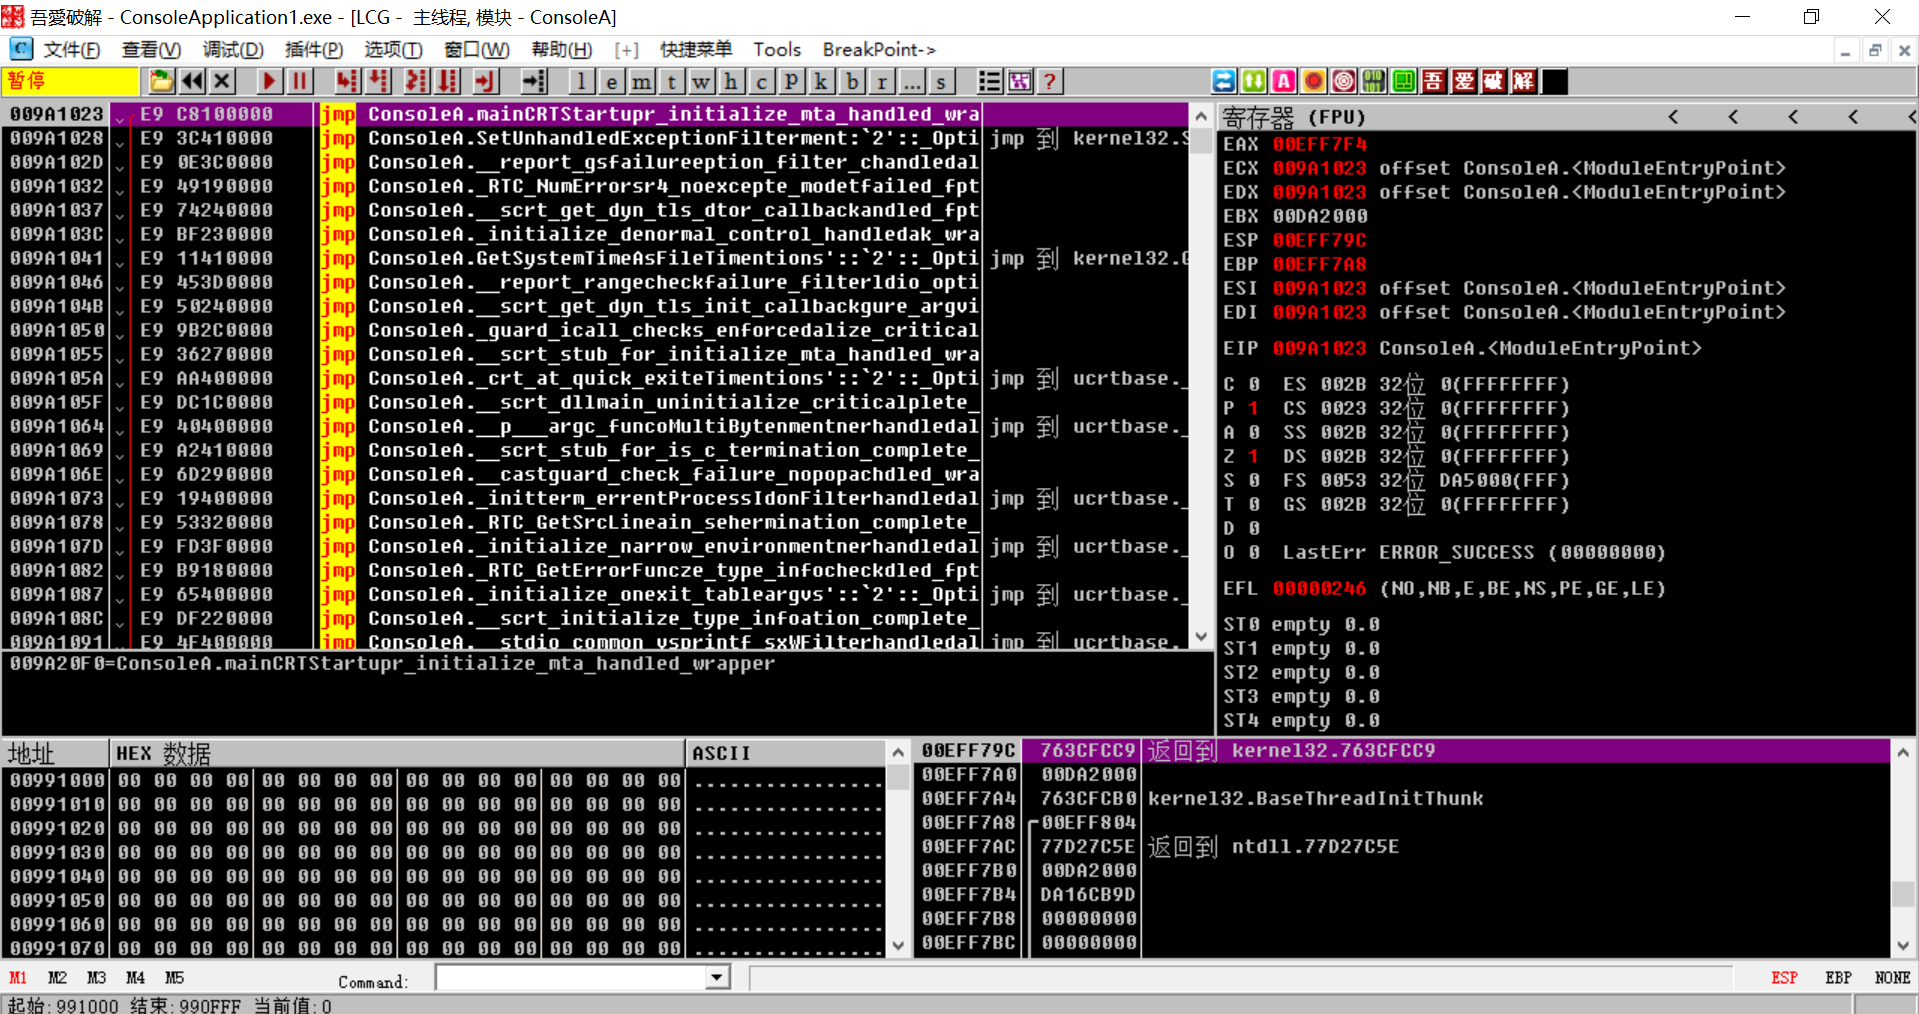 吾愛破解 - ConsoleApplication1.exe - [LCG - 主线程, 模块 - ConsoleA]
文件(F) 查看(V) 调试(D) 插件(P) 选项(T) 窗口(W) 帮助(H) [+] 快捷菜单 Tools BreakPoint->
暂停 l e m t w h c P k b r ... s ? A 吾 爱 破 解
009A1023 E9 C8100000 jmp ConsoleA.mainCRTStartupr_initialize_mta_handled_wra
009A1028 E9 3C410000 jmp ConsoleA.SetUnhandledExceptionFilterment:`2'::_Opti jmp 到 kernel32.S
009A102D E9 0E3C0000 jmp ConsoleA.__report_gsfailureeption_filter_chandledal
009A1032 E9 49190000 jmp ConsoleA._RTC_NumErrorsr4_noexcepte_modetfailed_fpt
009A1037 E9 74240000 jmp ConsoleA.__scrt_get_dyn_tls_dtor_callbackandled_fpt
009A103C E9 BF230000 jmp ConsoleA._initialize_denormal_control_handledak_wra
009A1041 E9 11410000 jmp ConsoleA.GetSystemTimeAsFileTimentions'::`2'::_Opti jmp 到 kernel32.G
009A1046 E9 453D0000 jmp ConsoleA.__report_rangecheckfailure_filterldio_opti
009A104B E9 50240000 jmp ConsoleA.__scrt_get_dyn_tls_init_callbackgure_argvi
009A1050 E9 9B2C0000 jmp ConsoleA._guard_icall_checks_enforcedalize_critical
009A1055 E9 36270000 jmp ConsoleA.__scrt_stub_for_initialize_mta_handled_wra
009A105A E9 AA400000 jmp ConsoleA._crt_at_quick_exiteTimentions'::`2'::_Opti jmp 到 ucrtbase._
009A105F E9 DC1C0000 jmp ConsoleA.__scrt_dllmain_uninitialize_criticalplete_
009A1064 E9 40400000 jmp ConsoleA.__p___argc_funcoMultiBytenmentnerhandledal jmp 到 ucrtbase._
009A1069 E9 A2410000 jmp ConsoleA.__scrt_stub_for_is_c_termination_complete_
009A106E E9 6D290000 jmp ConsoleA.__castguard_check_failure_nopopachdled_wra
009A1073 E9 19400000 jmp ConsoleA._initterm_errentProcessIdonFilterhandledal jmp 到 ucrtbase._
009A1078 E9 53320000 jmp ConsoleA._RTC_GetSrcLineain_sehermination_complete_
009A107D E9 FD3F0000 jmp ConsoleA._initialize_narrow_environmentnerhandledal jmp 到 ucrtbase._
009A1082 E9 B9180000 jmp ConsoleA._RTC_GetErrorFuncze_type_infocheckdled_fpt
009A1087 E9 65400000 jmp ConsoleA._initialize_onexit_tableargvs'::`2'::_Opti jmp 到 ucrtbase._
009A108C E9 DF220000 jmp ConsoleA.__scrt_initialize_type_infoation_complete_
009A1091 E9 4F400000 jmp ConsoleA.__stdio_common_vsprintf_sxWFilterhandledal jmp 到 ucrtbase._
009A20F0=ConsoleA.mainCRTStartupr_initialize_mta_handled_wrapper
寄存器 (FPU) < < < < <
EAX 00EFF7F4
ECX 009A1023 offset ConsoleA.<ModuleEntryPoint>
EDX 009A1023 offset ConsoleA.<ModuleEntryPoint>
EBX 00DA2000
ESP 00EFF79C
EBP 00EFF7A8
ESI 009A1023 offset ConsoleA.<ModuleEntryPoint>
EDI 009A1023 offset ConsoleA.<ModuleEntryPoint>
EIP 009A1023 ConsoleA.<ModuleEntryPoint>
C 0 ES 002B 32位 0(FFFFFFFF)
P 1 CS 0023 32位 0(FFFFFFFF)
A 0 SS 002B 32位 0(FFFFFFFF)
Z 1 DS 002B 32位 0(FFFFFFFF)
S 0 FS 0053 32位 DA5000(FFF)
T 0 GS 002B 32位 0(FFFFFFFF)
D 0
O 0 LastErr ERROR_SUCCESS (00000000)
EFL 00000246 (NO,NB,E,BE,NS,PE,GE,LE)
ST0 empty 0.0
ST1 empty 0.0
ST2 empty 0.0
ST3 empty 0.0
ST4 empty 0.0
地址 HEX 数据 ASCII
00991000 00 00 00 00 00 00 00 00 00 00 00 00 00 00 00 00 ................
00991010 00 00 00 00 00 00 00 00 00 00 00 00 00 00 00 00 ................
00991020 00 00 00 00 00 00 00 00 00 00 00 00 00 00 00 00 ................
00991030 00 00 00 00 00 00 00 00 00 00 00 00 00 00 00 00 ................
00991040 00 00 00 00 00 00 00 00 00 00 00 00 00 00 00 00 ................
00991050 00 00 00 00 00 00 00 00 00 00 00 00 00 00 00 00 ................
00991060 00 00 00 00 00 00 00 00 00 00 00 00 00 00 00 00 ................
00991070 00 00 00 00 00 00 00 00 00 00 00 00 00 00 00 00 ................
00EFF79C 763CFCC9 返回到 kernel32.763CFCC9
00EFF7A0 00DA2000
00EFF7A4 763CFCB0 kernel32.BaseThreadInitThunk
00EFF7A8 00EFF804
00EFF7AC 77D27C5E 返回到 ntdll.77D27C5E
00EFF7B0 00DA2000
00EFF7B4 DA16CB9D
00EFF7B8 00000000
00EFF7BC 00000000
M1 M2 M3 M4 M5 Command: ESP EBP NONE
起始:991000 结束:990FFF 当前值:0